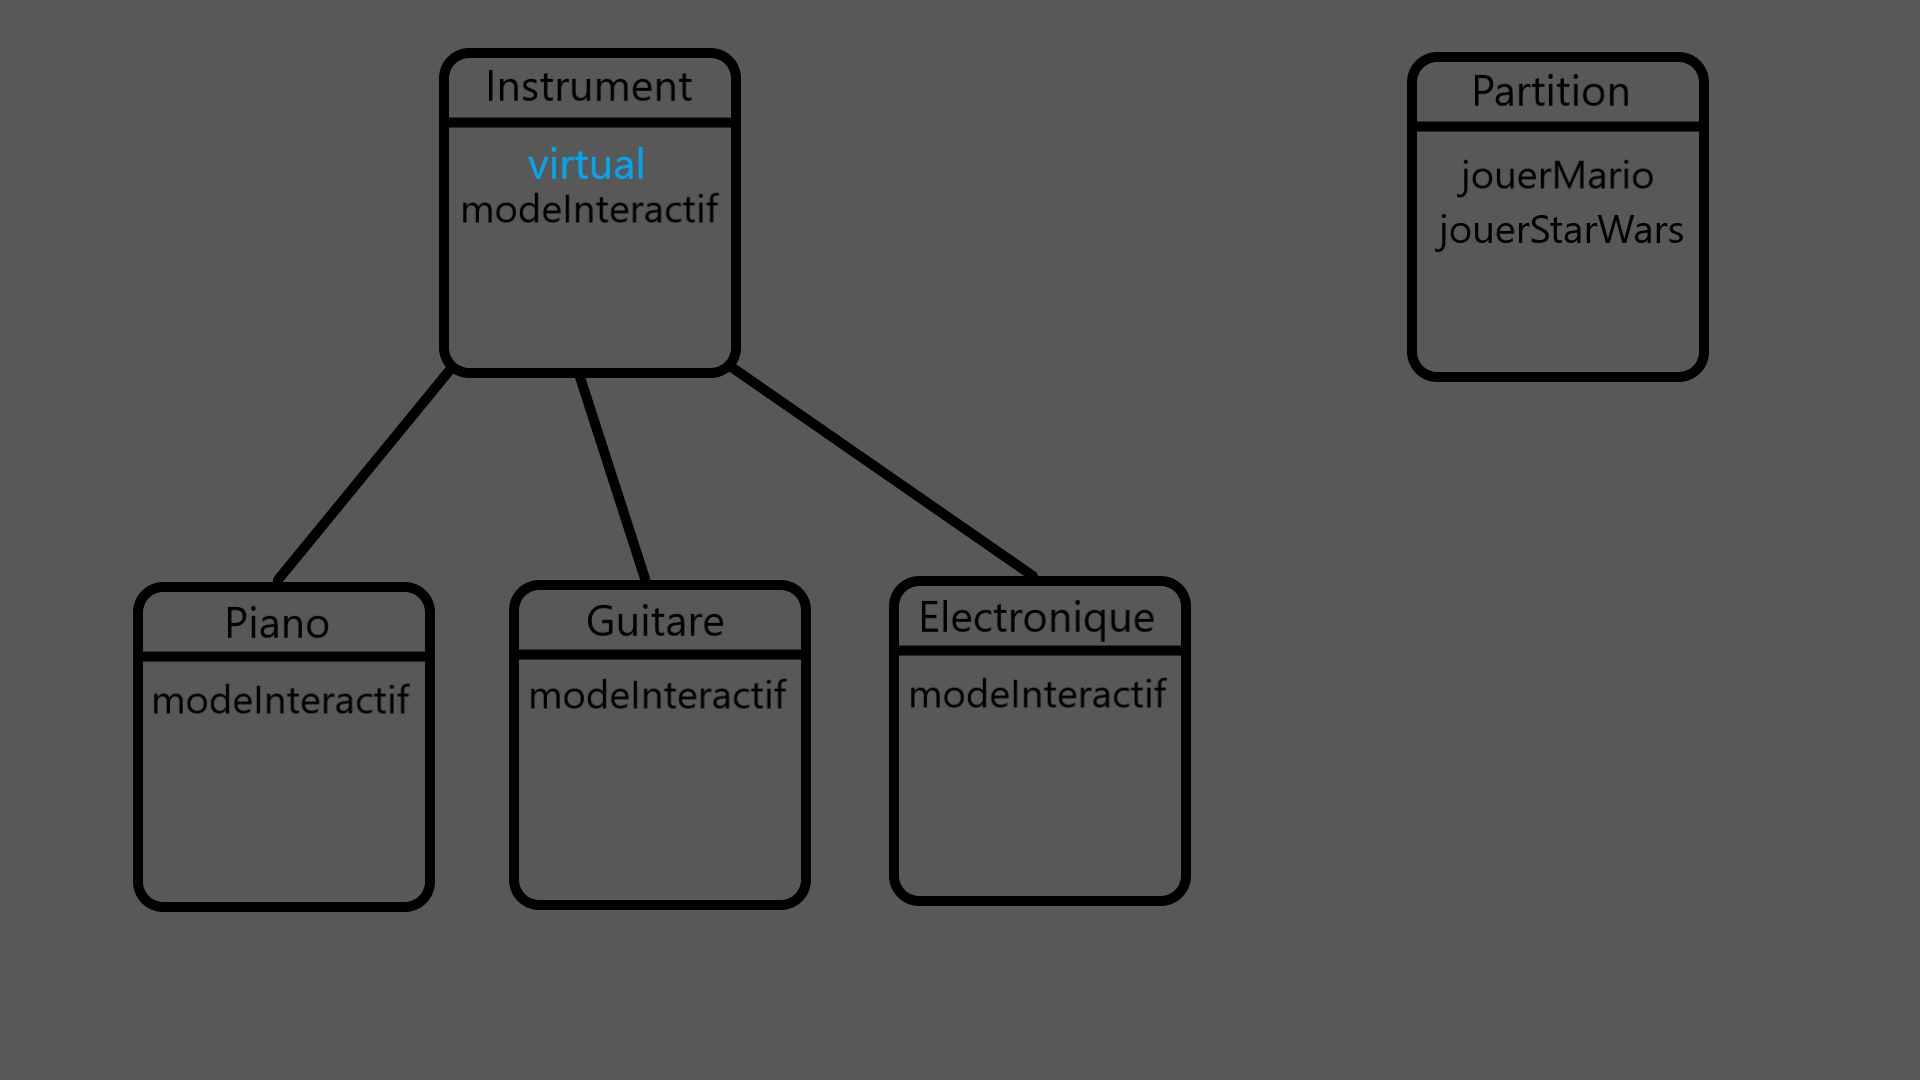 Instrument
virtual
modeInteractif
Partition
jouerMario
jouerStarWars
Piano
modeInteractif
Guitare
modeInteractif
Electronique
modeInteractif